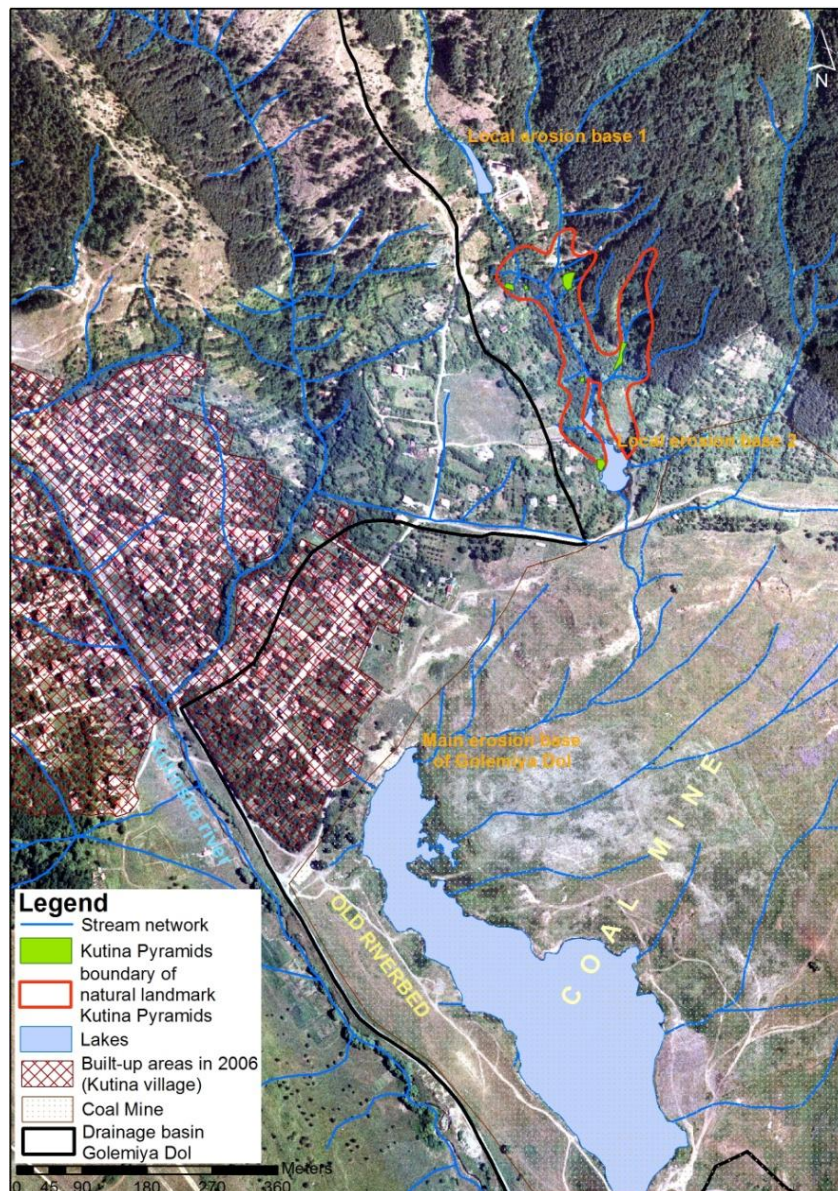 N
Local erosion base 1
Local erosion base 2
Main erosion base
of Golemiya Dol
Kutinska river
OLD RIVERBED
COAL MINE
Legend
Stream network
Kutina Pyramids
boundary of
natural landmark
Kutina Pyramids
Lakes
Built-up areas in 2006
(Kutina village)
Coal Mine
Drainage basin
Golemiya Dol
Meters
0 45 90 180 270 360